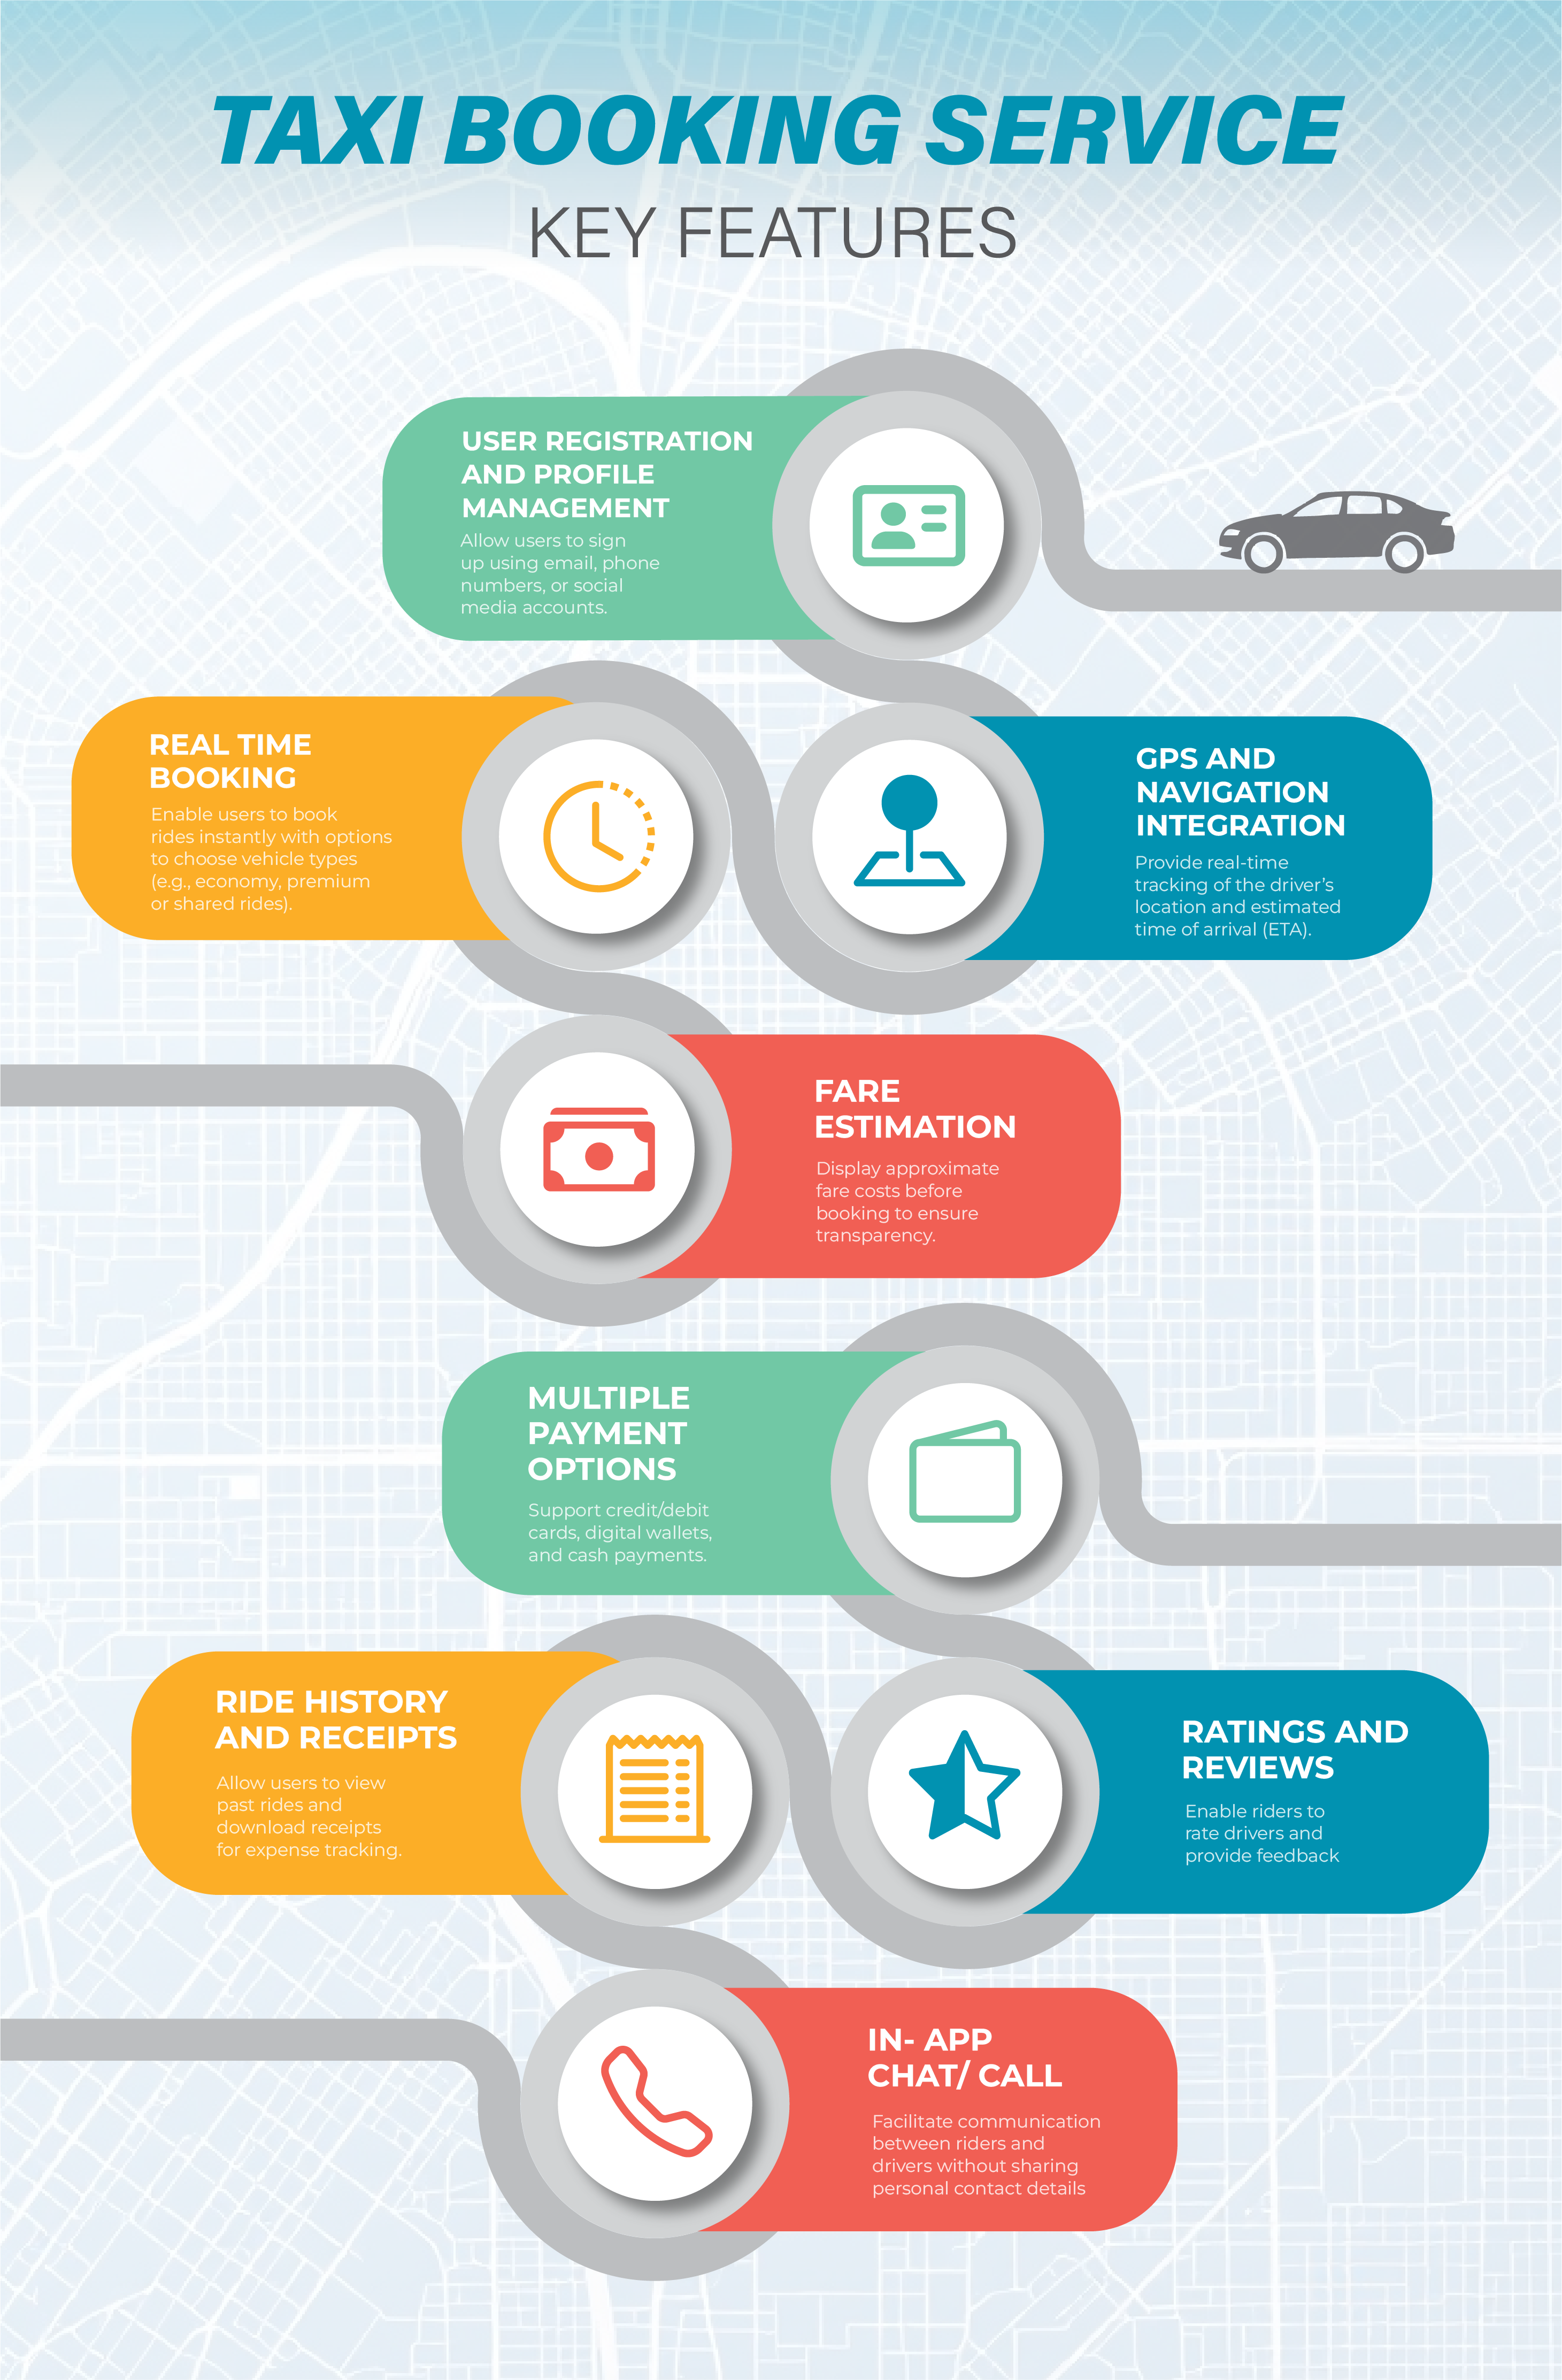 TAXI BOOKING SERVICE
KEY FEATURES
USER REGISTRATION
AND PROFILE
MANAGEMENT
Allow users to sign
up using email, phone
numbers, or social
media accounts.
REAL TIME
BOOKING
Enable users to book
rides instantly with options
to choose vehicle types
(e.g., economy, premium
or shared rides).
GPS AND
NAVIGATION
INTEGRATION
Provide real-time
tracking of the driver's
location and estimated
time of arrival (ETA).
FARE
ESTIMATION
Display approximate
fare costs before
booking to ensure
transparency.
MULTIPLE
PAYMENT
OPTIONS
Support credit/debit
cards, digital wallets,
and cash payments.
RIDE HISTORY
AND RECEIPTS
Allow users to view
past rides and
download receipts
for expense tracking.
RATINGS AND
REVIEWS
Enable riders to
rate drivers and
provide feedback
IN- APP
CHAT/ CALL
Facilitate communication
between riders and
drivers without sharing
personal contact details